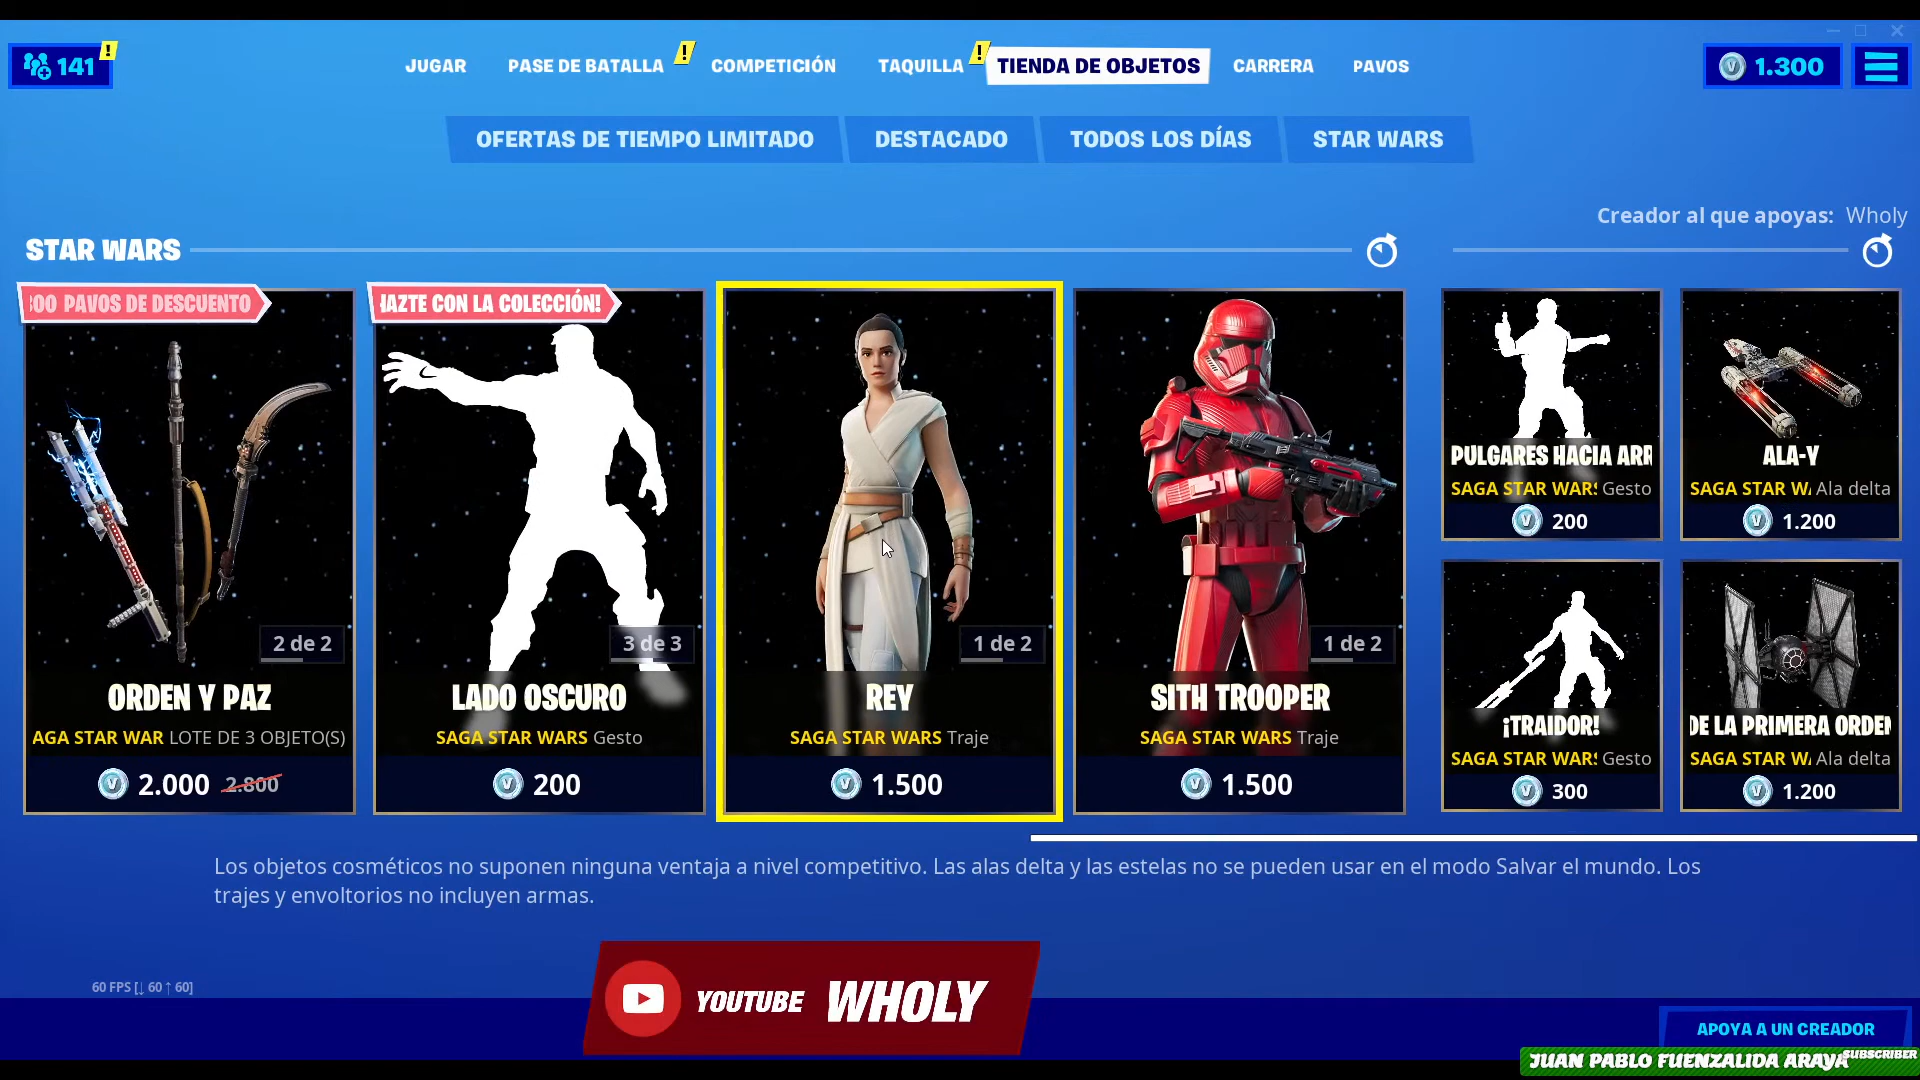 141
!
JUGAR
PASE DE BATALLA
!
COMPETICIÓN
TAQUILLA
!
TIENDA DE OBJETOS
CARRERA
PAVOS
1.300
OFERTAS DE TIEMPO LIMITADO
DESTACADO
TODOS LOS DÍAS
STAR WARS
Creador al que apoyas: Wholy
STAR WARS
800 PAVOS DE DESCUENTO
2 de 2
ORDEN Y PAZ
AGA STAR WAR LOTE DE 3 OBJETO(S)
2.000 2.800
HAZTE CON LA COLECCIÓN!
3 de 3
LADO OSCURO
SAGA STAR WARS Gesto
200
1 de 2
REY
SAGA STAR WARS Traje
1.500
1 de 2
SITH TROOPER
SAGA STAR WARS Traje
1.500
PULGARES HACIA ARR
SAGA STAR WARS Gesto
200
ALA-Y
SAGA STAR WA Ala delta
1.200
¡TRAIDOR!
SAGA STAR WARS Gesto
300
DE LA PRIMERA ORDEN
SAGA STAR WA Ala delta
1.200
Los objetos cosméticos no suponen ninguna ventaja a nivel competitivo. Las alas delta y las estelas no se pueden usar en el modo Salvar el mundo. Los
trajes y envoltorios no incluyen armas.
60 FPS [↓ 60 ↑ 60]
YOUTUBE WHOLY
APOYA A UN CREADOR
JUAN PABLO FUENZALIDA ARAYA SUBSCRIBER